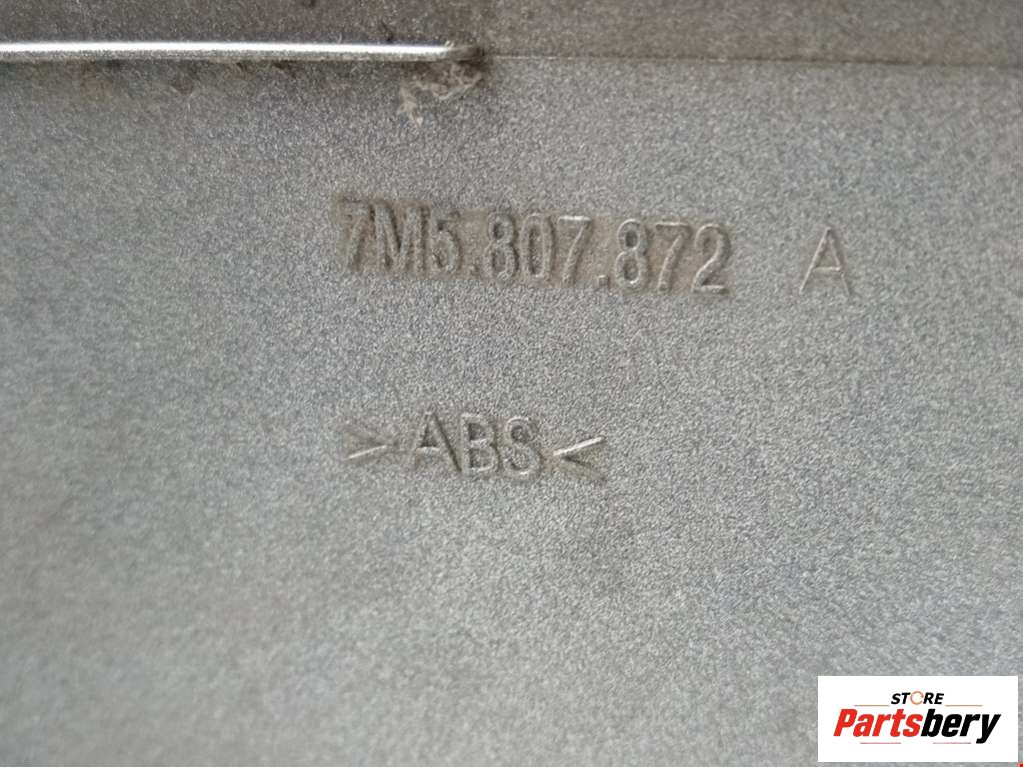 7M5.807.872 A
>ABS<
STORE
Partsbery